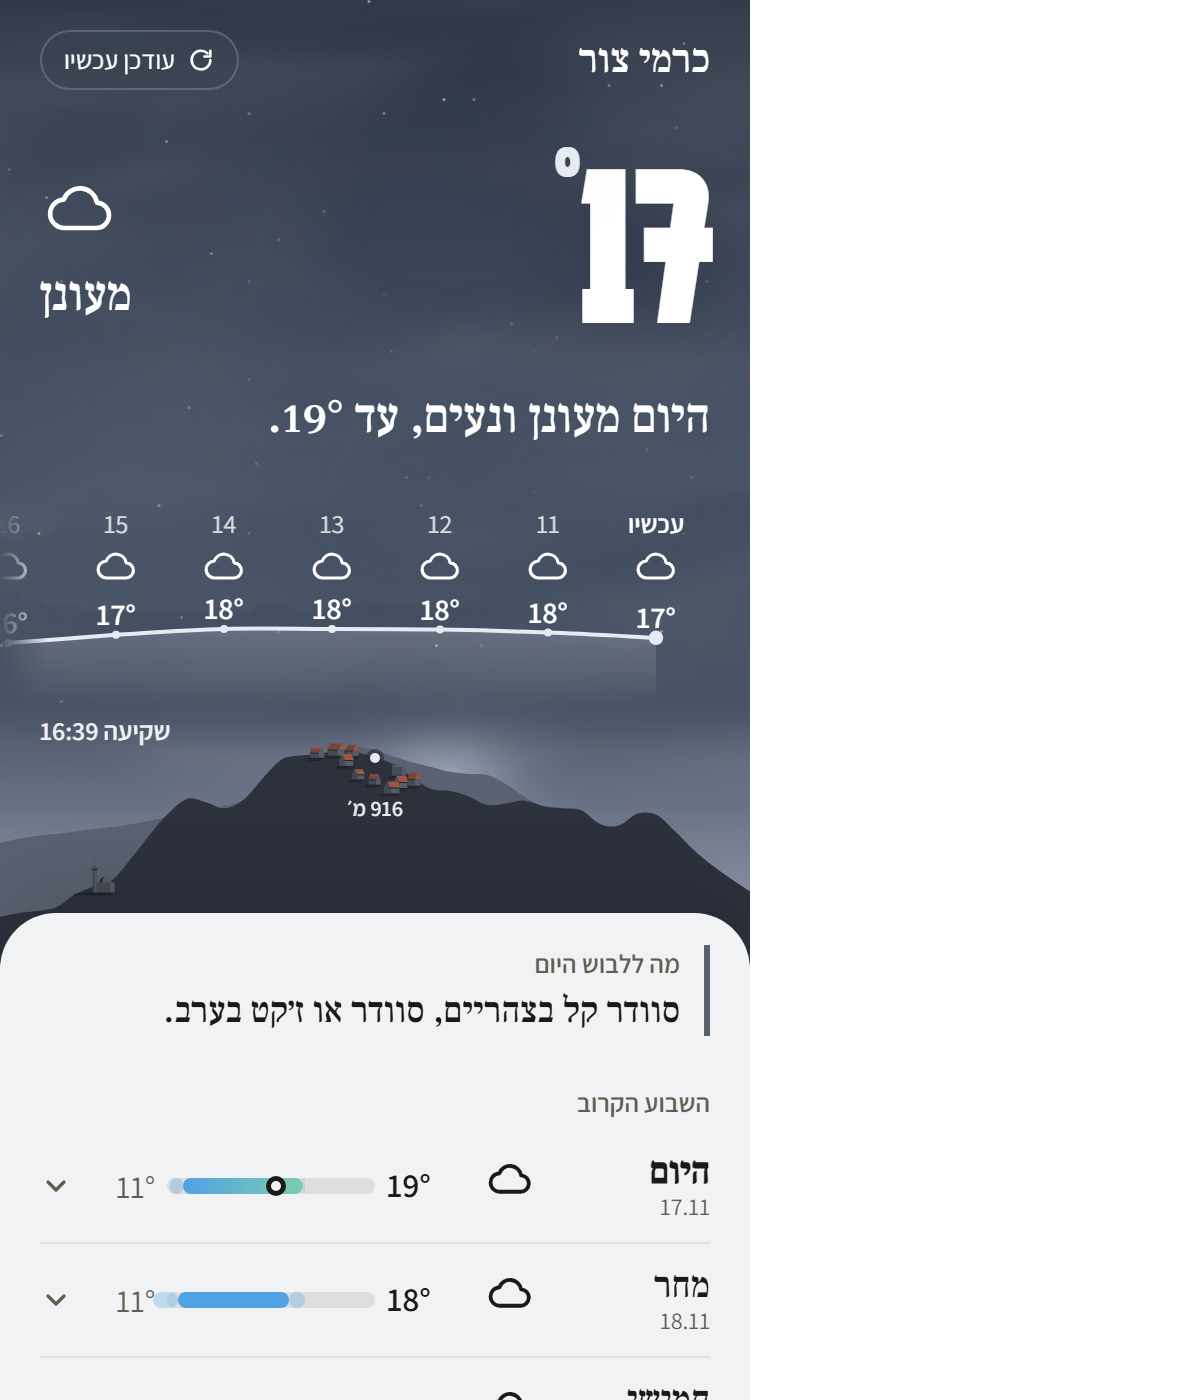 כרמי צור
עודכן עכשיו
17°
מעונן
היום מעונן ונעים, עד 19°.
עכשיו 11 12 13 14 15
17° 18° 18° 18° 18° 17°
שקיעה 16:39
916 מ׳
מה ללבוש היום
סוודר קל בצהריים, סוודר או ז׳קט בערב.
השבוע הקרוב
היום 19° 11°
17.11
מחר 18° 11°
18.11